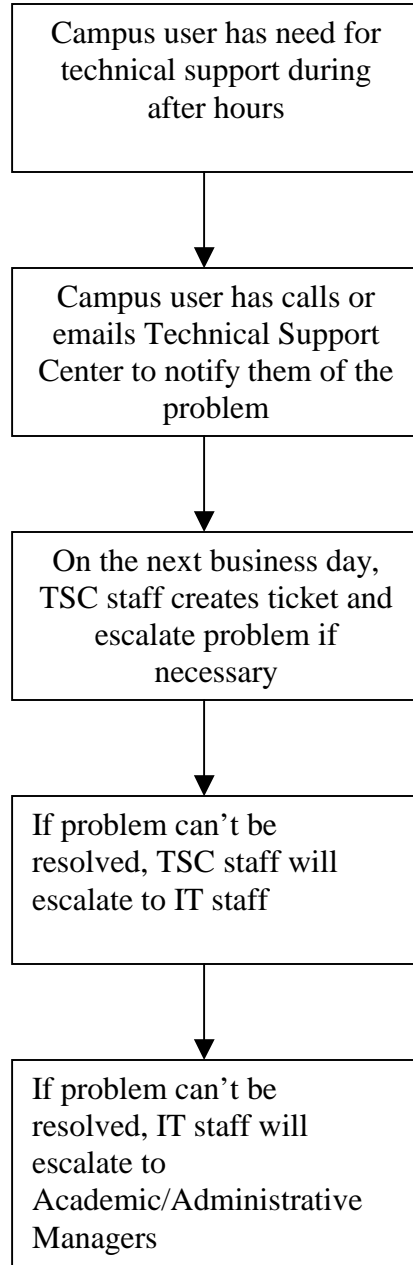 Campus user has need for
technical support during
after hours
Campus user has calls or
emails Technical Support
Center to notify them of the
problem
On the next business day,
TSC staff creates ticket and
escalate problem if
necessary
If problem can’t be
resolved, TSC staff will
escalate to IT staff
If problem can’t be
resolved, IT staff will
escalate to
Academic/Administrative
Managers